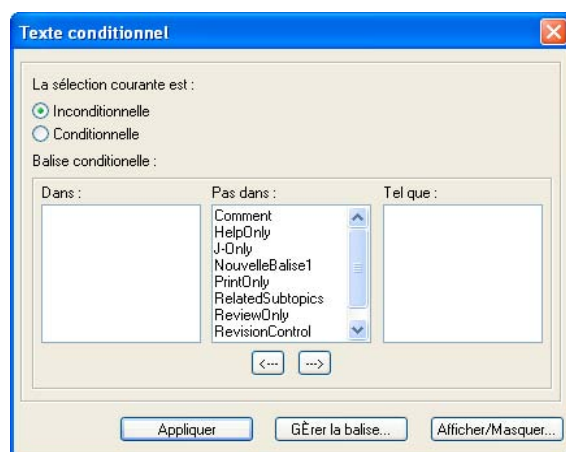 Texte conditionnel
La sélection courante est :
Inconditionnelle
Conditionnelle
Balise conditionelle :
Dans :
Pas dans :
Tel que :
Comment
HelpOnly
J-Only
NouvelleBalise1
PrintOnly
RelatedSubtopics
ReviewOnly
RevisionControl
<---
--->
Appliquer
GÈrer la balise...
Afficher/Masquer...